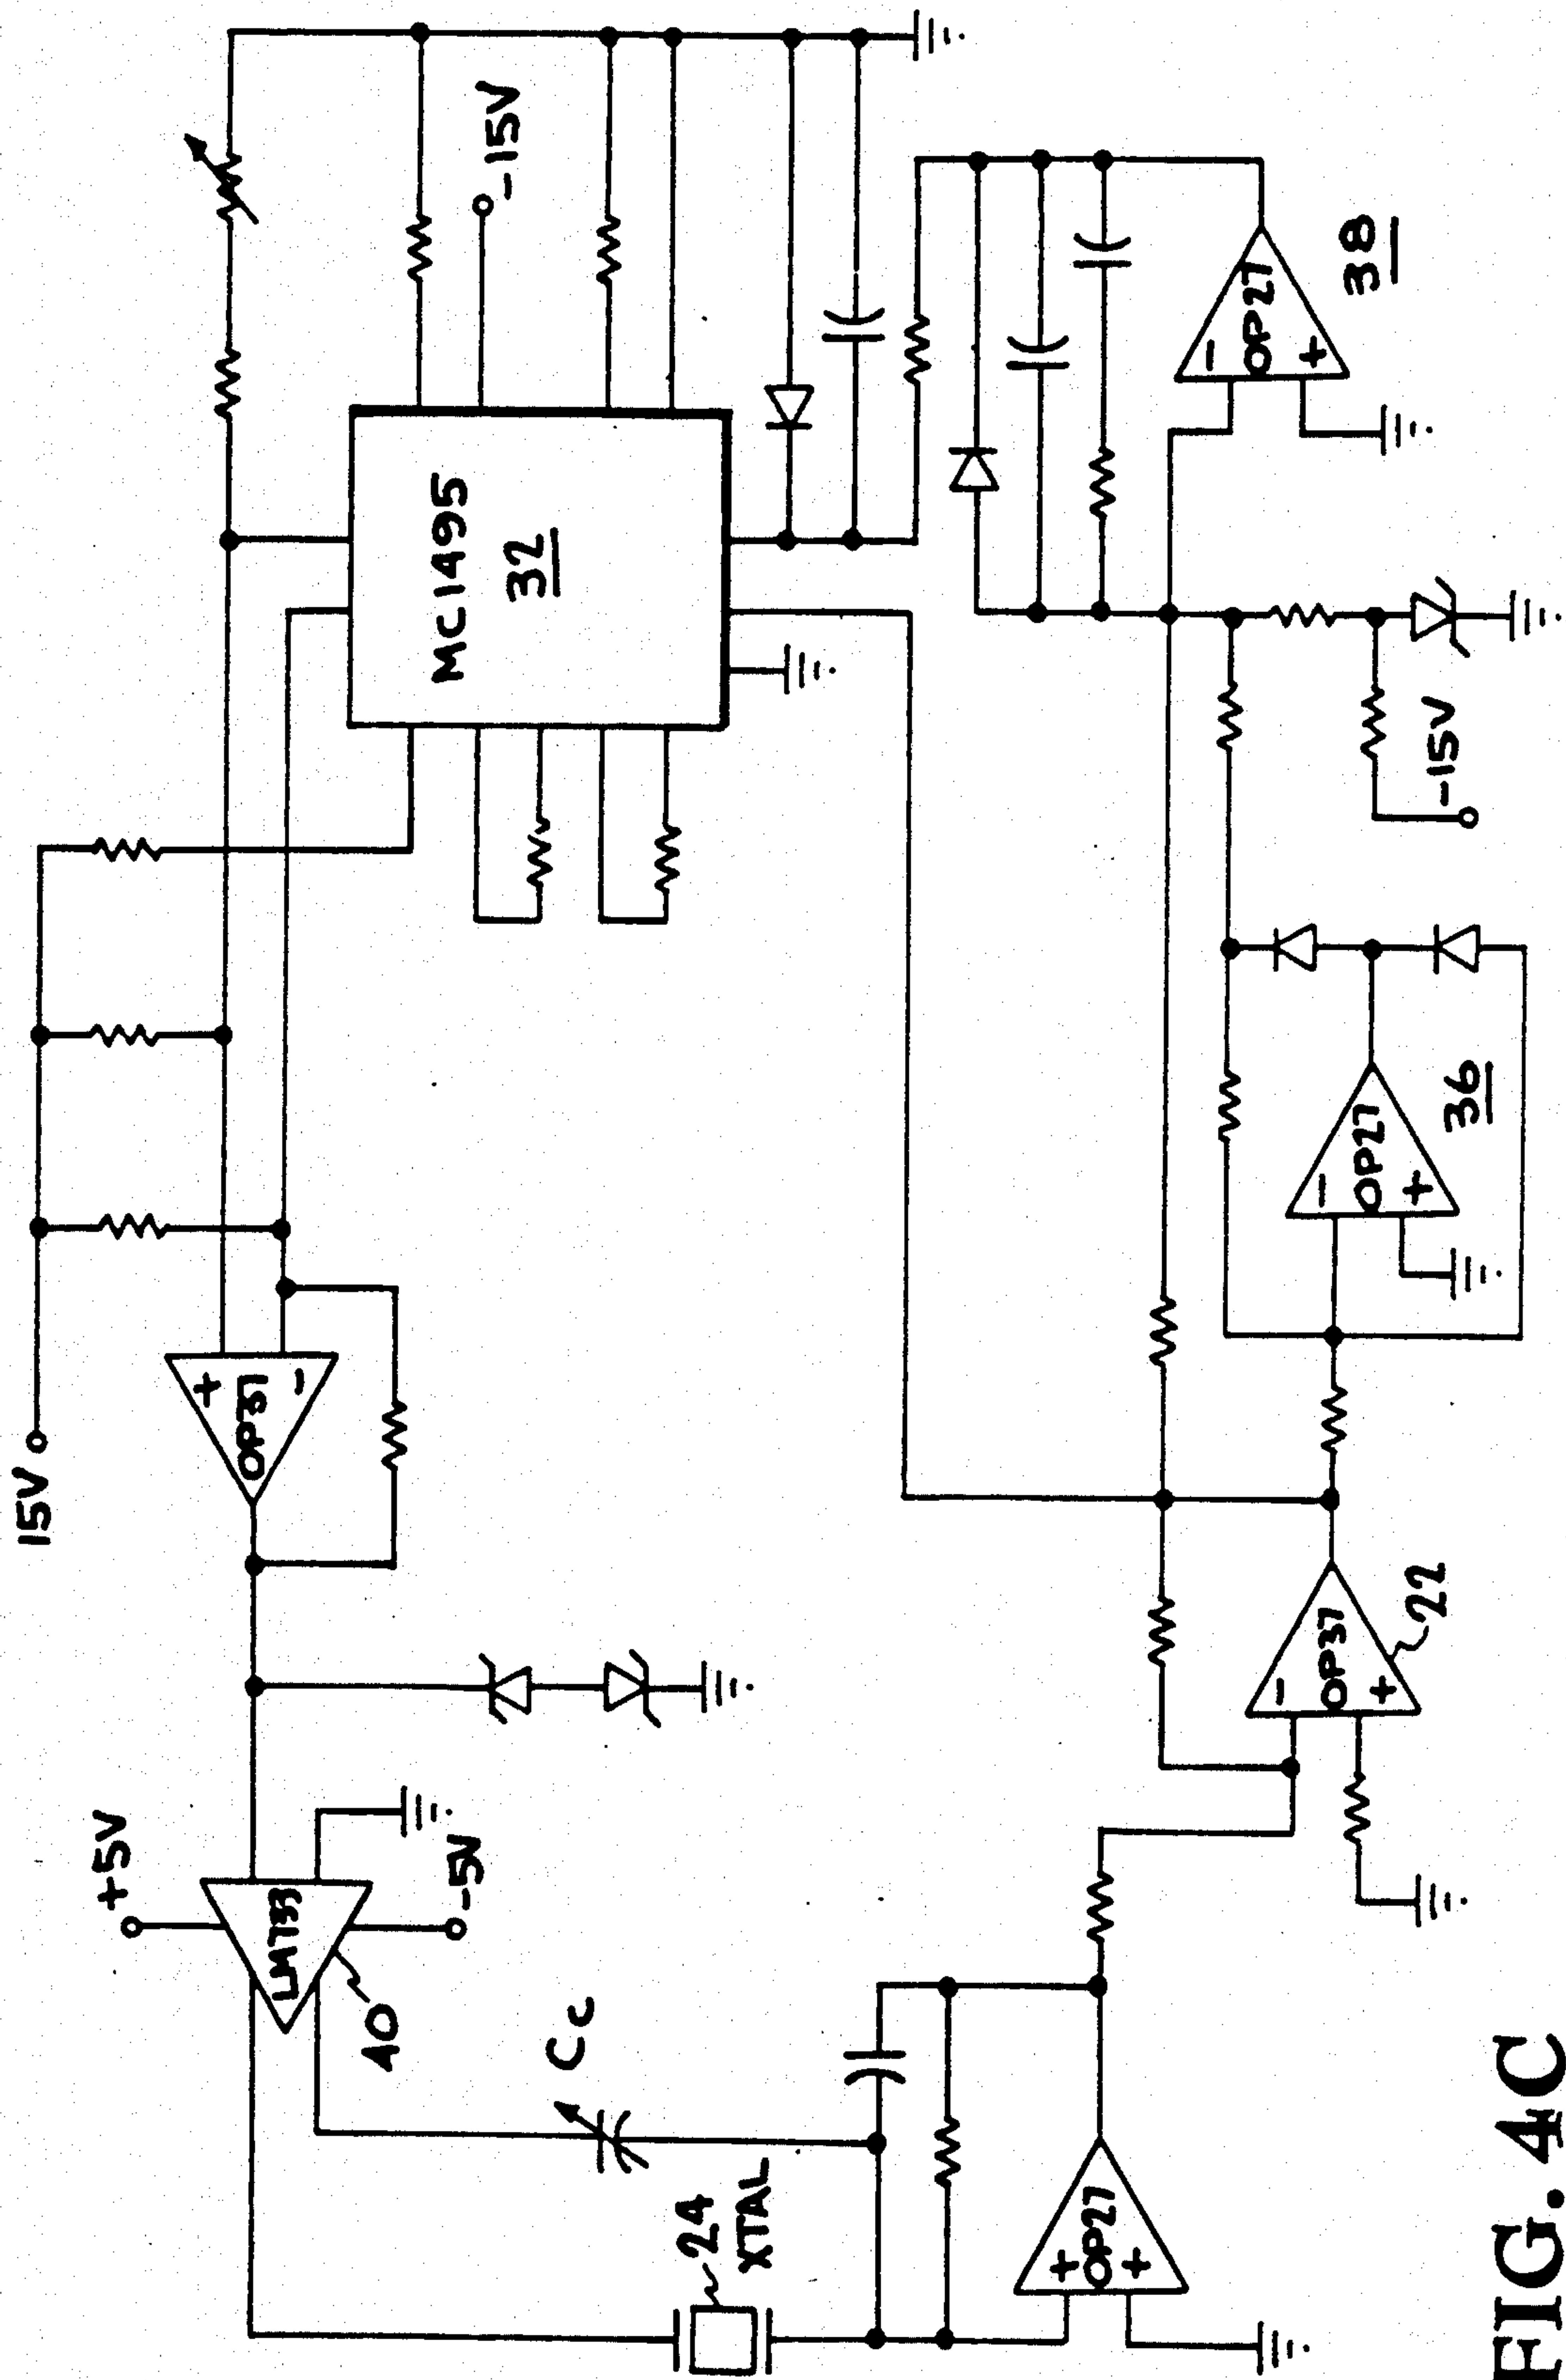 15V
-15V
MC1495
32
+
OP37
-
+5V
LM733
-5V
40
Cc
24
XTAL
+
OP27
+
-
OP37
+
22
-
OP27
+
36
-15V
-
OP27
+
38
FIG. 4C